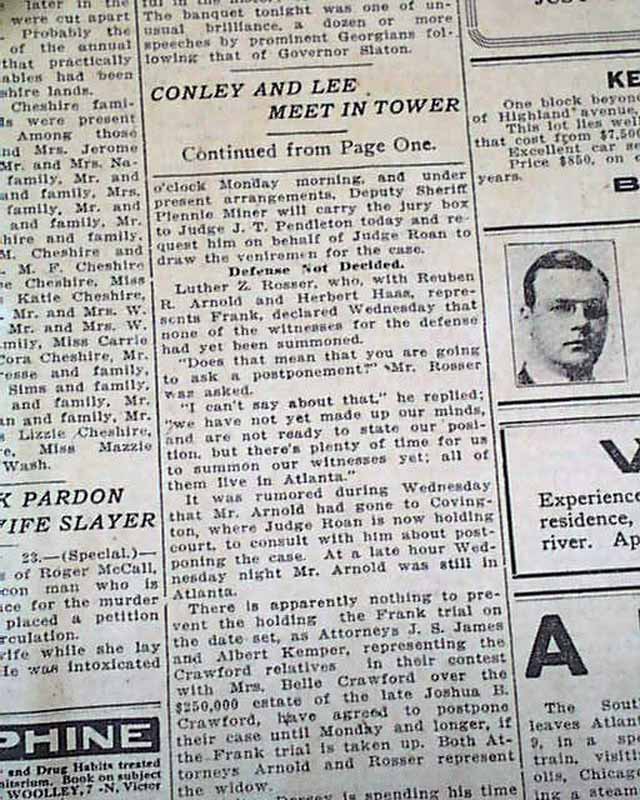 later in the
were cut apart
Probably the
of the annual
that practically
ables had been
shire lands.
Cheshire fami-
ls were present
Among those
nd Mrs. Jerome
Mr. and Mrs. Na-
family, Mr. and
and family, Mrs.
family, Mr. and
and family, Mr.
hire and family,
M. Cheshire and
M. F. Cheshire
e Cheshire, Miss
Katie Cheshire,
Mr. and Mrs. W.
Mr. and Mrs. W.
mily, Miss Carrie
Cora Cheshire, Mr.
resse and family,
Sims and family,
and family, Mr.
an and family, Mr.
s Lizzie Cheshire,
e, Miss Mazzie
Wash.
K PARDON
IFE SLAYER
23.—(Special.)—
s of Roger McCall,
con man who is
ace for the murder
placed a petition
rculation.
wife while she lay
He was intoxicated
PHINE
and Drug Habits treated
nitarium. Book on subject
WOOLLEY, 7-N, Victor
The banquet tonight was one of un-
usual brilliance, a dozen or more
speeches by prominent Georgians fol-
lowing that of Governor Slaton.
CONLEY AND LEE
MEET IN TOWER
Continued from Page One.
o'clock Monday morning, and under
present arrangements, Deputy Sheriff
Plennie Miner will carry the jury box
to Judge J. T. Pendleton today and re-
quest him on behalf of Judge Roan to
draw the veniremen for the case.
Defense Not Decided.
Luther Z. Rosser, who, with Reuben
R. Arnold and Herbert Haas, repre-
sents Frank, declared Wednesday that
none of the witnesses for the defense
had yet been summoned.
"Does that mean that you are going
to ask a postponement?" Mr. Rosser
was asked.
"I can't say about that," he replied;
"we have not yet made up our minds,
and are not ready to state our posi-
tion, but there's plenty of time for us
to summon our witnesses yet; all of
them live in Atlanta."
It was rumored during Wednesday
that Mr. Arnold had gone to Coving-
ton, where Judge Roan is now holding
court, to consult with him about post-
poning the case. At a late hour Wed-
nesday night Mr. Arnold was still in
Atlanta.
There is apparently nothing to pre-
vent the holding the Frank trial on
the date set, as Attorneys J. S. James
and Albert Kemper, representing the
Crawford relatives in their contest
with Mrs. Belle Crawford over the
$250,000 estate of the late Joshua B.
Crawford, have agreed to postpone
their case until Monday and longer, if
the Frank trial is taken up. Both At-
torneys Arnold and Rosser represent
the widow.
is spending his time
KE
One block beyon
of Highland avenue,
This lot lies well
that cost from $7,500
Excellent car se
Price $850, on
years.
B
Experience
residence,
river. Ap
A
The South
leaves Atlan
9, in a spe
train, visiti
olis, Chicago
ing a steam